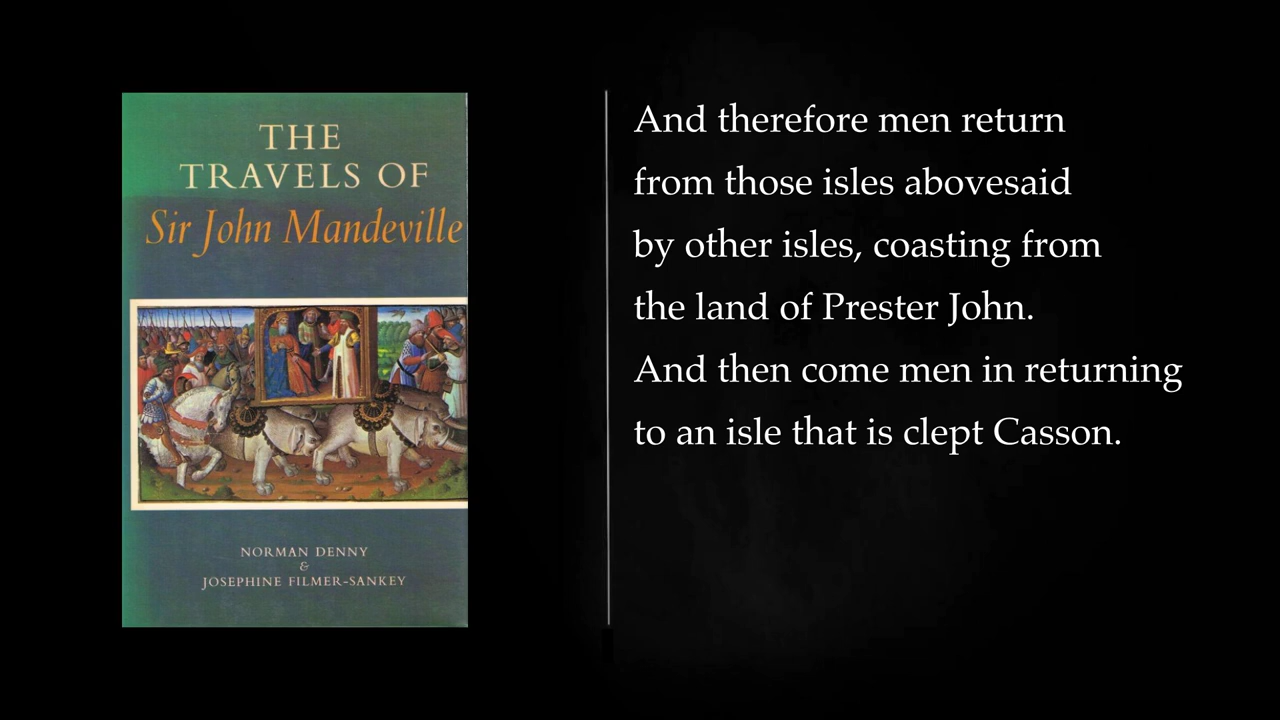 THE
TRAVELS OF
Sir John Mandeville
NORMAN DENNY
&
JOSEPHINE FILMER-SANKEY
And therefore men return
from those isles abovesaid
by other isles, coasting from
the land of Prester John.
And then come men in returning
to an isle that is clept Casson.